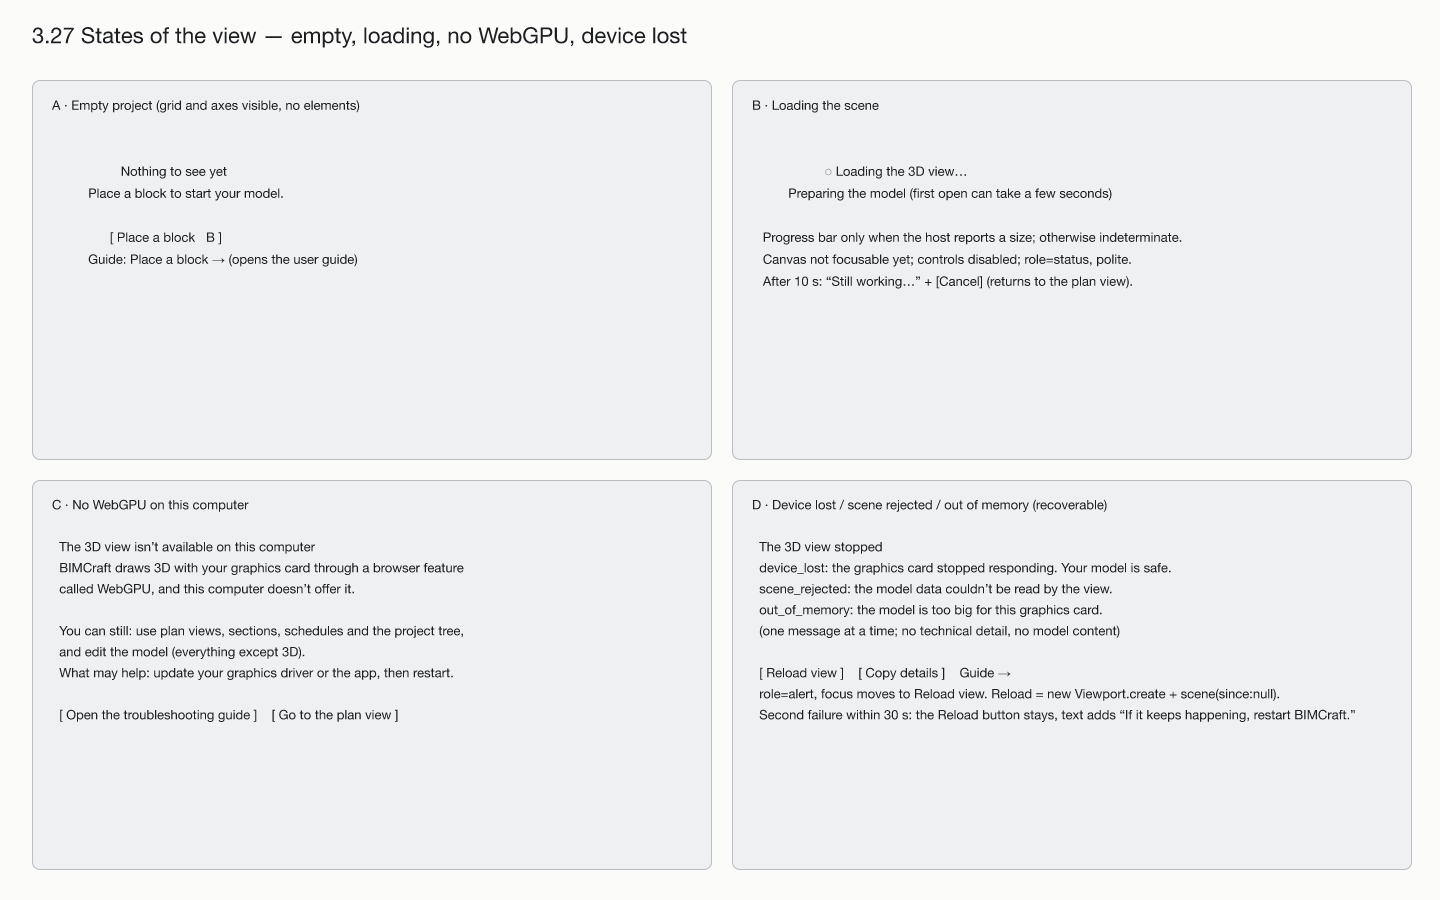 3.27 States of the view — empty, loading, no WebGPU, device lost
A · Empty project (grid and axes visible, no elements)
Nothing to see yet
Place a block to start your model.
[ Place a block   B ]
Guide: Place a block → (opens the user guide)
B · Loading the scene
○ Loading the 3D view…
Preparing the model (first open can take a few seconds)
Progress bar only when the host reports a size; otherwise indeterminate.
Canvas not focusable yet; controls disabled; role=status, polite.
After 10 s: “Still working…” + [Cancel] (returns to the plan view).
C · No WebGPU on this computer
The 3D view isn’t available on this computer
BIMCraft draws 3D with your graphics card through a browser feature
called WebGPU, and this computer doesn’t offer it.
You can still: use plan views, sections, schedules and the project tree,
and edit the model (everything except 3D).
What may help: update your graphics driver or the app, then restart.
[ Open the troubleshooting guide ]    [ Go to the plan view ]
D · Device lost / scene rejected / out of memory (recoverable)
The 3D view stopped
device_lost: the graphics card stopped responding. Your model is safe.
scene_rejected: the model data couldn’t be read by the view.
out_of_memory: the model is too big for this graphics card.
(one message at a time; no technical detail, no model content)
[ Reload view ]    [ Copy details ]    Guide →
role=alert, focus moves to Reload view. Reload = new Viewport.create + scene(since:null).
Second failure within 30 s: the Reload button stays, text adds “If it keeps happening, restart BIMCraft.”